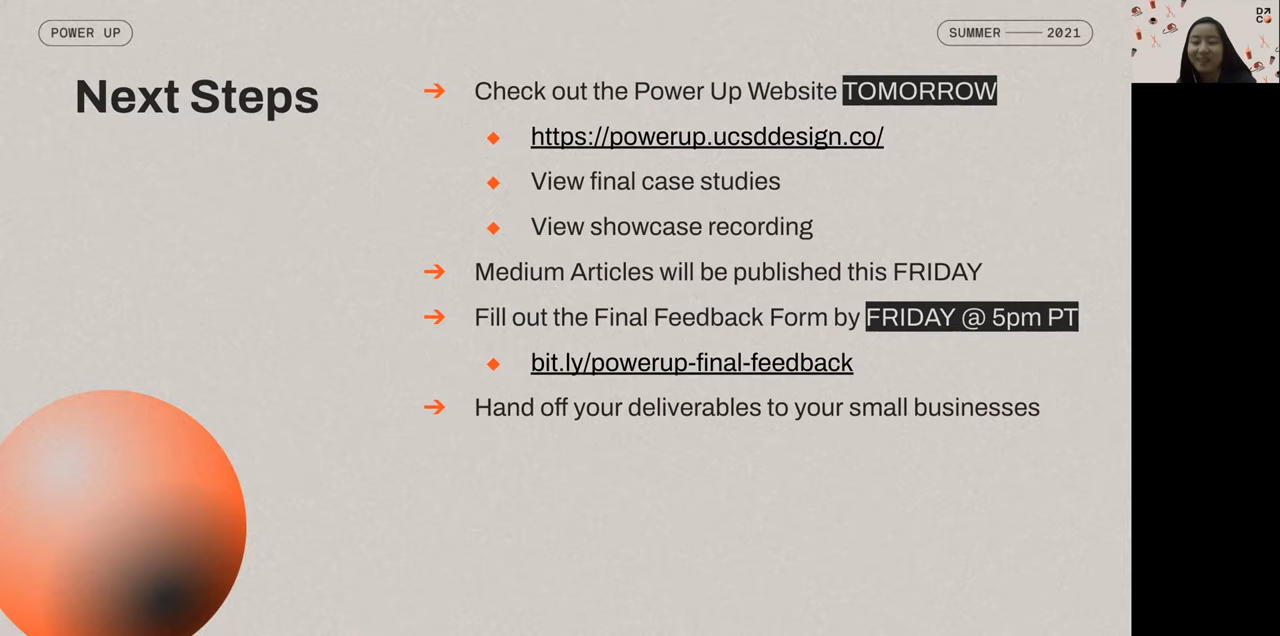 POWER UP
SUMMER 2021
Next Steps
Check out the Power Up Website TOMORROW
https://powerup.ucsddesign.co/
View final case studies
View showcase recording
Medium Articles will be published this FRIDAY
Fill out the Final Feedback Form by FRIDAY @ 5pm PT
bit.ly/powerup-final-feedback
Hand off your deliverables to your small businesses